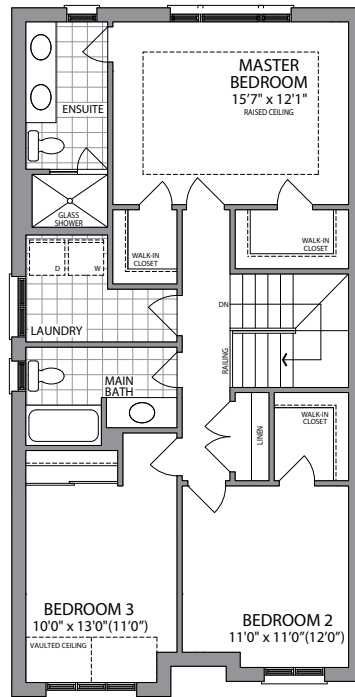 MASTER
BEDROOM
15'7" x 12'1"
RAISED CEILING
ENSUITE
GLASS
SHOWER
WALK-IN
CLOSET
WALK-IN
CLOSET
D
W
LAUNDRY
DN
RAILING
MAIN
BATH
WALK-IN
CLOSET
LINEN
BEDROOM 3
10'0" x 13'0"(11'0")
VAULTED CEILING
BEDROOM 2
11'0" x 11'0"(12'0")